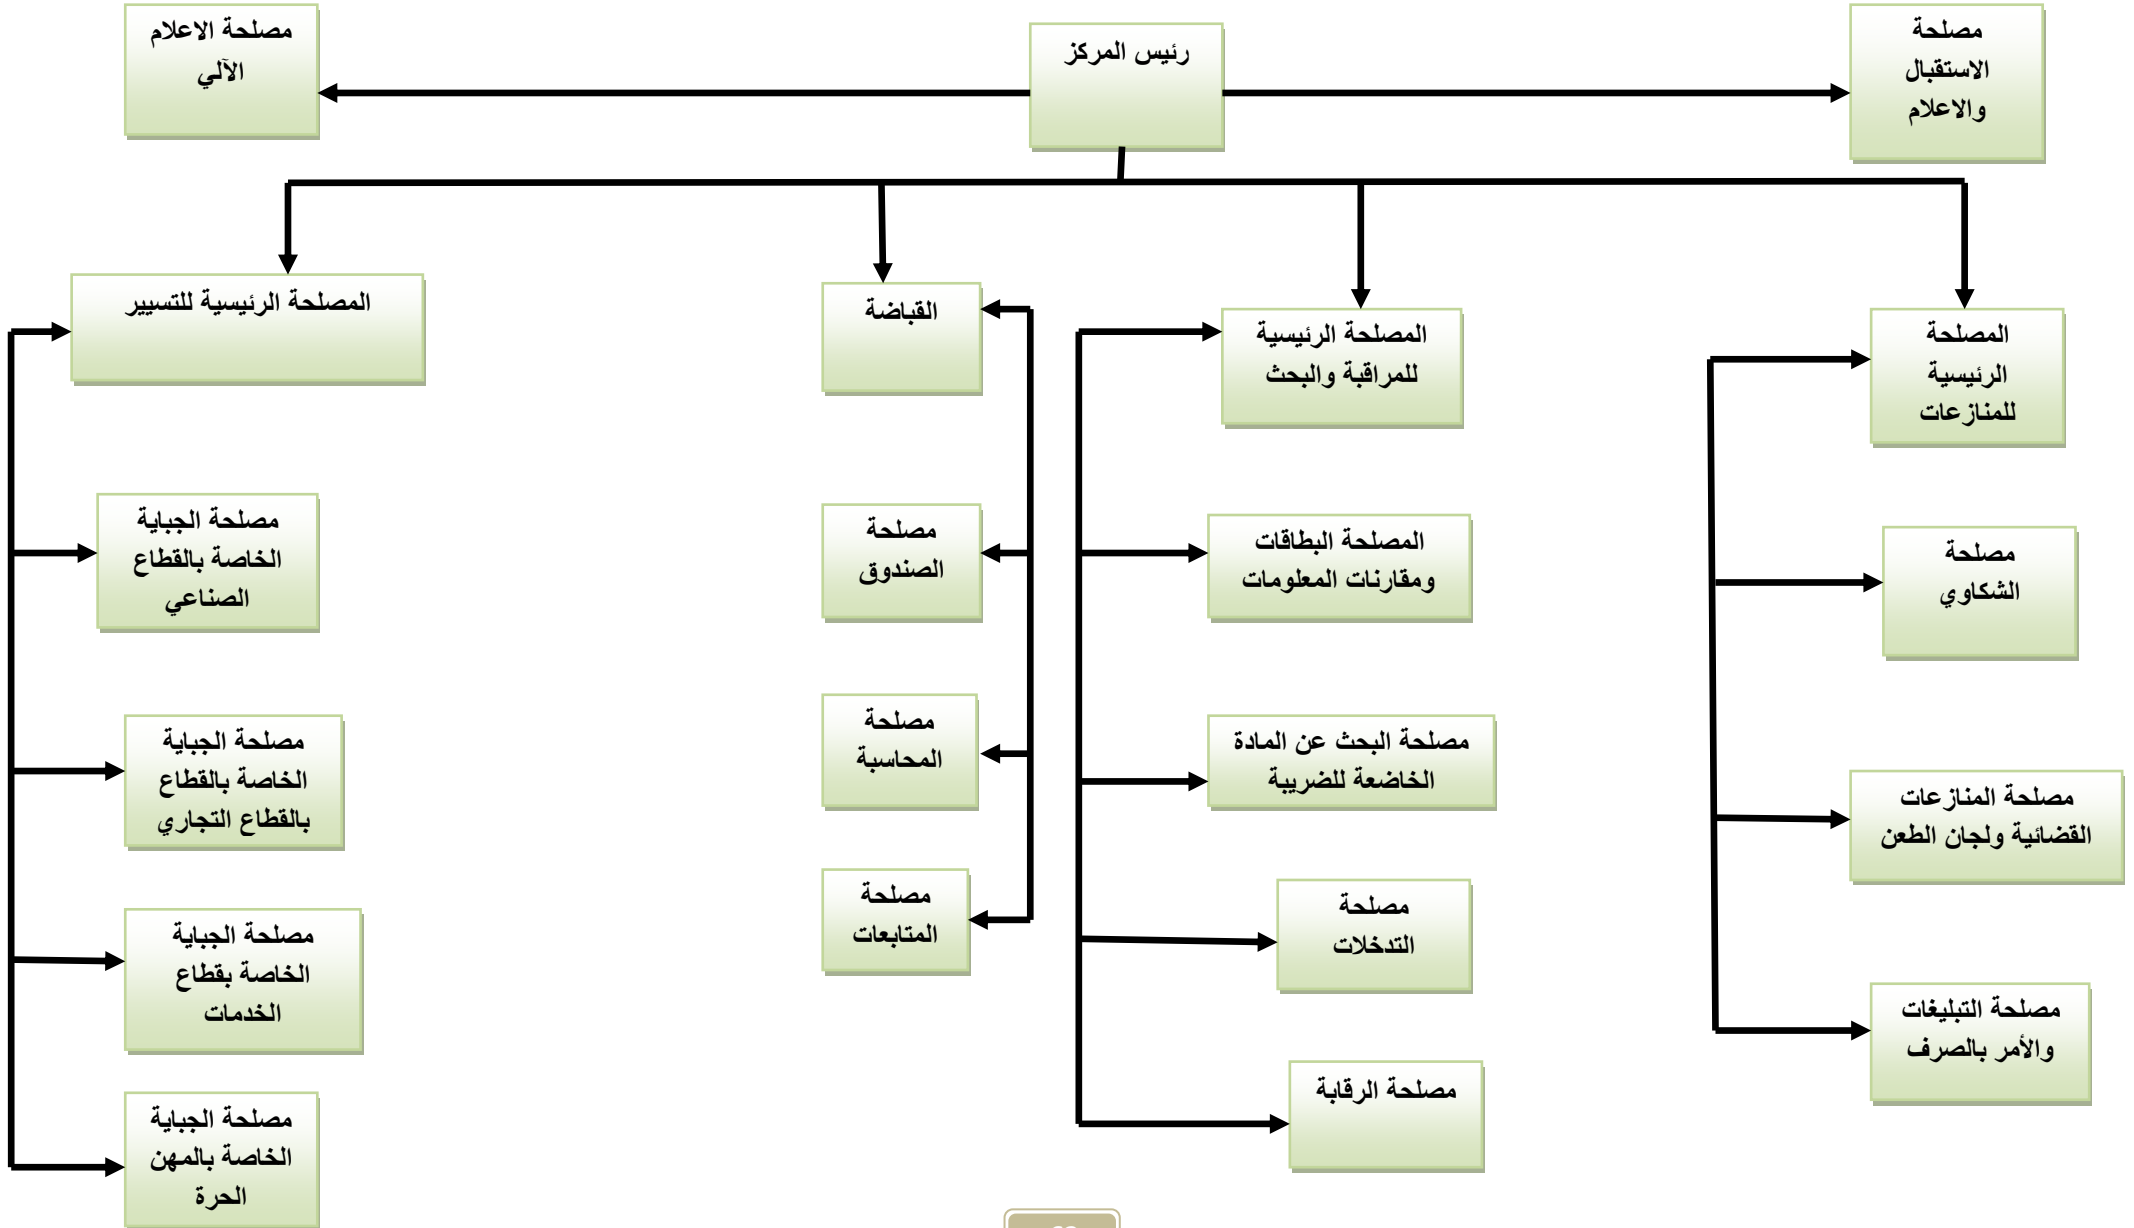 مصلحة
الاستقبال
والاعلام
رئيس المركز
مصلحة الاعلام
الآلي
المصلحة
الرئيسية
للمنازعات
المصلحة الرئيسية
للمراقبة والبحث
القباضة
المصلحة الرئيسية للتسيير
مصلحة
الشكاوي
المصلحة البطاقات
ومقارنات المعلومات
مصلحة
الصندوق
مصلحة الجباية
الخاصة بالقطاع
الصناعي
مصلحة المنازعات
القضائية ولجان الطعن
مصلحة البحث عن المادة
الخاضعة للضريبة
مصلحة
المحاسبة
مصلحة الجباية
الخاصة بالقطاع
بالقطاع التجاري
مصلحة التبليغات
والأمر بالصرف
مصلحة
التدخلات
مصلحة
المتابعات
مصلحة الجباية
الخاصة بقطاع
الخدمات
مصلحة الرقابة
مصلحة الجباية
الخاصة بالمهن
الحرة